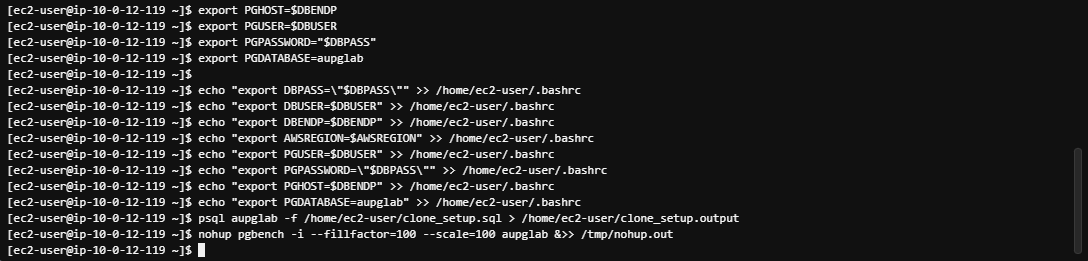 [ec2-user@ip-10-0-12-119 ~]$ export PGHOST=$DBENDP
[ec2-user@ip-10-0-12-119 ~]$ export PGUSER=$DBUSER
[ec2-user@ip-10-0-12-119 ~]$ export PGPASSWORD="$DBPASS"
[ec2-user@ip-10-0-12-119 ~]$ export PGDATABASE=aupglab
[ec2-user@ip-10-0-12-119 ~]$
[ec2-user@ip-10-0-12-119 ~]$ echo "export DBPASS=\"$DBPASS\"" >> /home/ec2-user/.bashrc
[ec2-user@ip-10-0-12-119 ~]$ echo "export DBUSER=$DBUSER" >> /home/ec2-user/.bashrc
[ec2-user@ip-10-0-12-119 ~]$ echo "export DBENDP=$DBENDP" >> /home/ec2-user/.bashrc
[ec2-user@ip-10-0-12-119 ~]$ echo "export AWSREGION=$AWSREGION" >> /home/ec2-user/.bashrc
[ec2-user@ip-10-0-12-119 ~]$ echo "export PGUSER=$DBUSER" >> /home/ec2-user/.bashrc
[ec2-user@ip-10-0-12-119 ~]$ echo "export PGPASSWORD=\"$DBPASS\"" >> /home/ec2-user/.bashrc
[ec2-user@ip-10-0-12-119 ~]$ echo "export PGHOST=$DBENDP" >> /home/ec2-user/.bashrc
[ec2-user@ip-10-0-12-119 ~]$ echo "export PGDATABASE=aupglab" >> /home/ec2-user/.bashrc
[ec2-user@ip-10-0-12-119 ~]$ psql aupglab -f /home/ec2-user/clone_setup.sql > /home/ec2-user/clone_setup.output
[ec2-user@ip-10-0-12-119 ~]$ nohup pgbench -i --fillfactor=100 --scale=100 aupglab &>> /tmp/nohup.out
[ec2-user@ip-10-0-12-119 ~]$